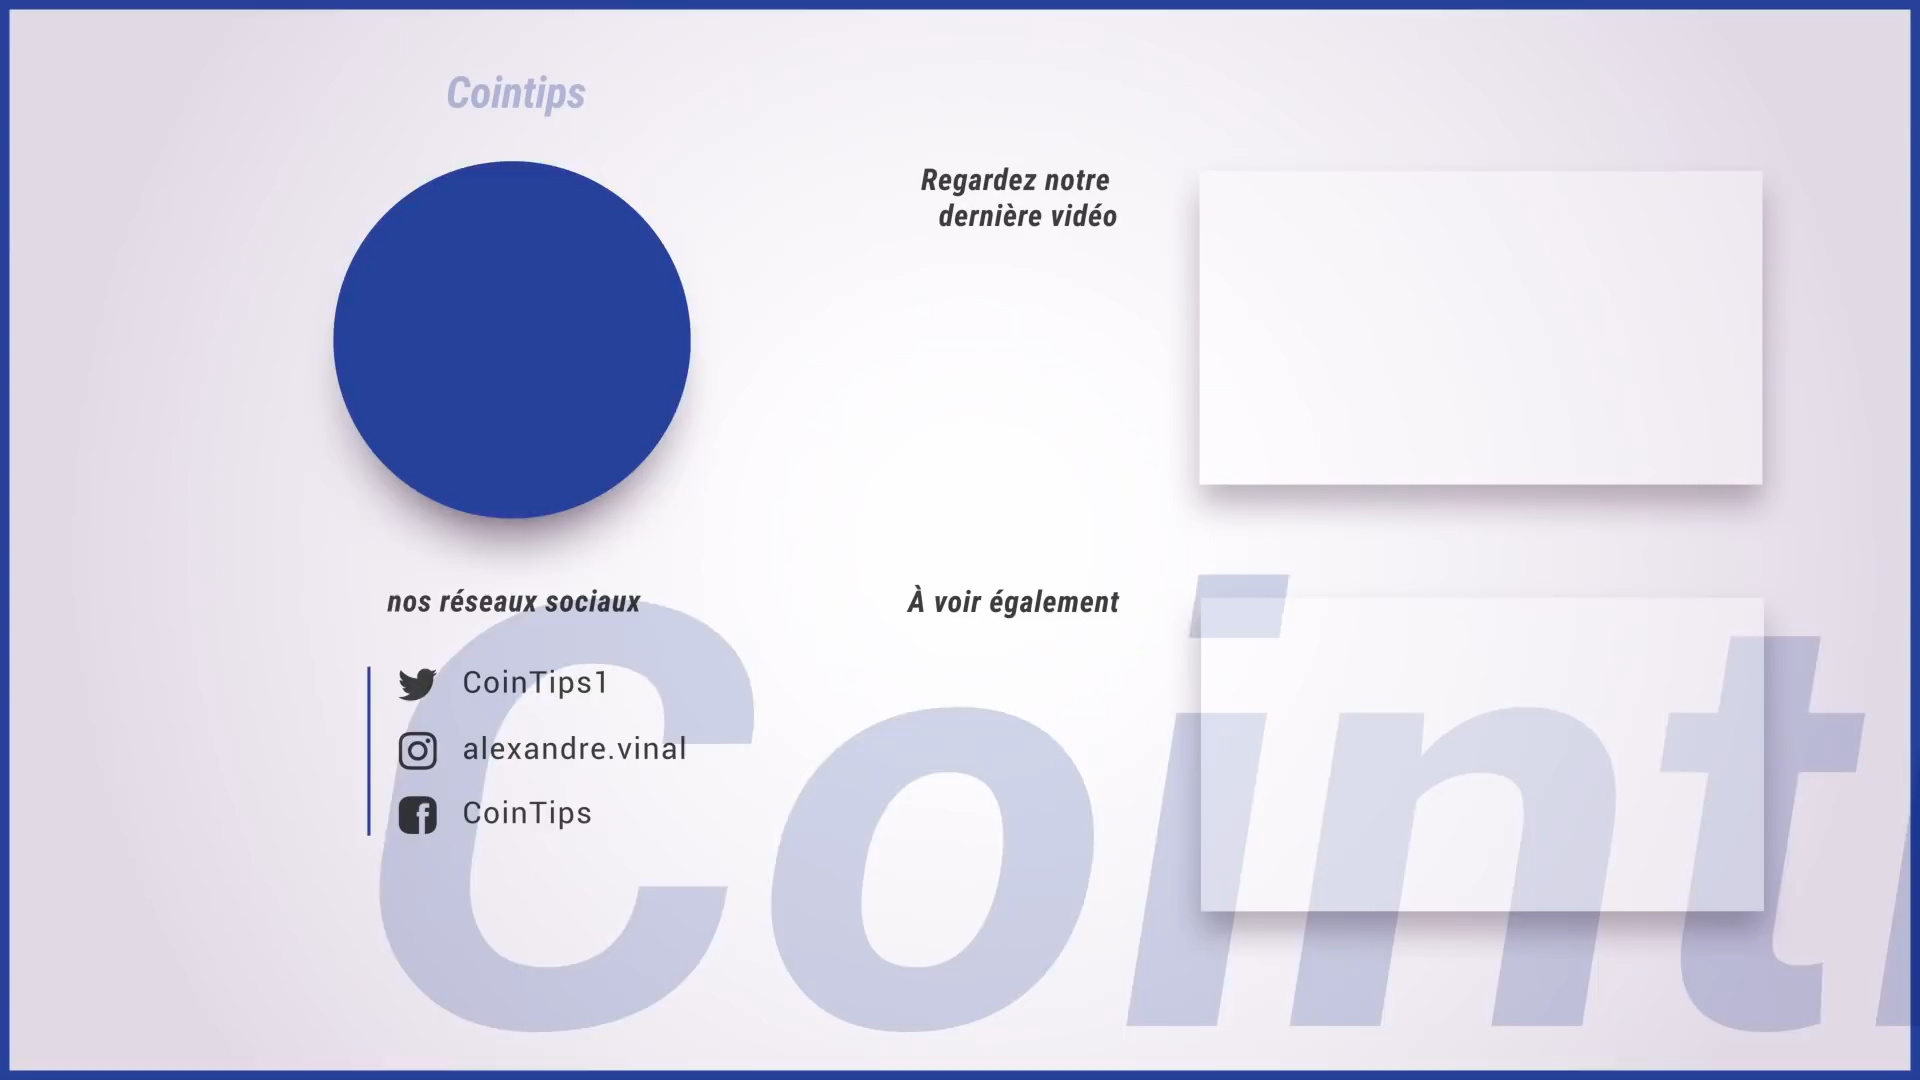 Cointips
Regardez notre
dernière vidéo
nos réseaux sociaux
CoinTips1
alexandre.vinal
CoinTips
À voir également
Coint